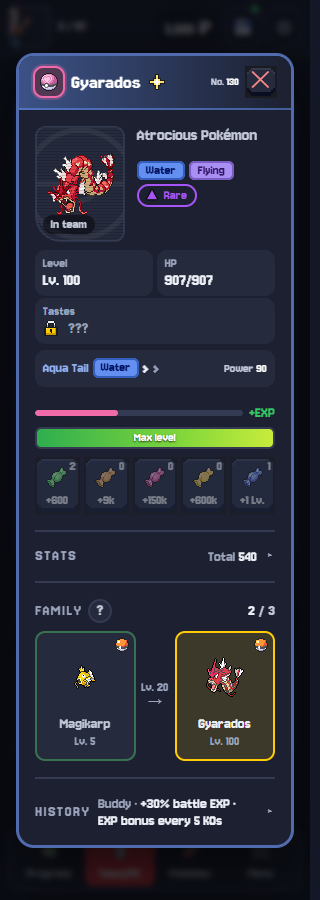 Gyarados
No. 130
Atrocious Pokémon
Water Flying
Rare
In team
Level
Lv. 100
HP
907/907
Tastes
???
Aqua Tail Water Power 90
+EXP
Max level
2 0 0 0 1
+600 +9k +150k +600k +1 Lv.
STATS Total 540
FAMILY ? 2 / 3
Lv. 20
→
Magikarp
Lv. 5
Gyarados
Lv. 100
HISTORY
Buddy · +30% battle EXP ·
EXP bonus every 5 KOs